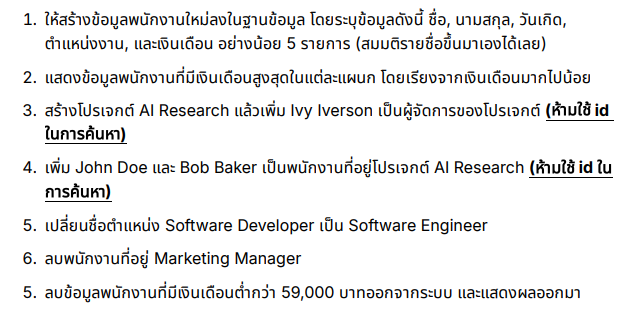 1. ให้สร้างข้อมูลพนักงานใหม่ลงในฐานข้อมูล โดยระบุข้อมูลดังนี้ ชื่อ, นามสกุล, วันเกิด,
ตำแหน่งงาน, และเงินเดือน อย่างน้อย 5 รายการ (สมมติรายชื่อขึ้นมาเองได้เลย)
2. แสดงข้อมูลพนักงานที่มีเงินเดือนสูงสุดในแต่ละแผนก โดยเรียงจากเงินเดือนมากไปน้อย
3. สร้างโปรเจกต์ AI Research แล้วเพิ่ม Ivy Iverson เป็นผู้จัดการของโปรเจกต์ (ห้ามใช้ id
ในการค้นหา)
4. เพิ่ม John Doe และ Bob Baker เป็นพนักงานที่อยู่โปรเจกต์ AI Research (ห้ามใช้ id ใน
การค้นหา)
5. เปลี่ยนชื่อตำแหน่ง Software Developer เป็น Software Engineer
6. ลบพนักงานที่อยู่ Marketing Manager
5. ลบข้อมูลพนักงานที่มีเงินเดือนต่ำกว่า 59,000 บาทออกจากระบบ และแสดงผลออกมา